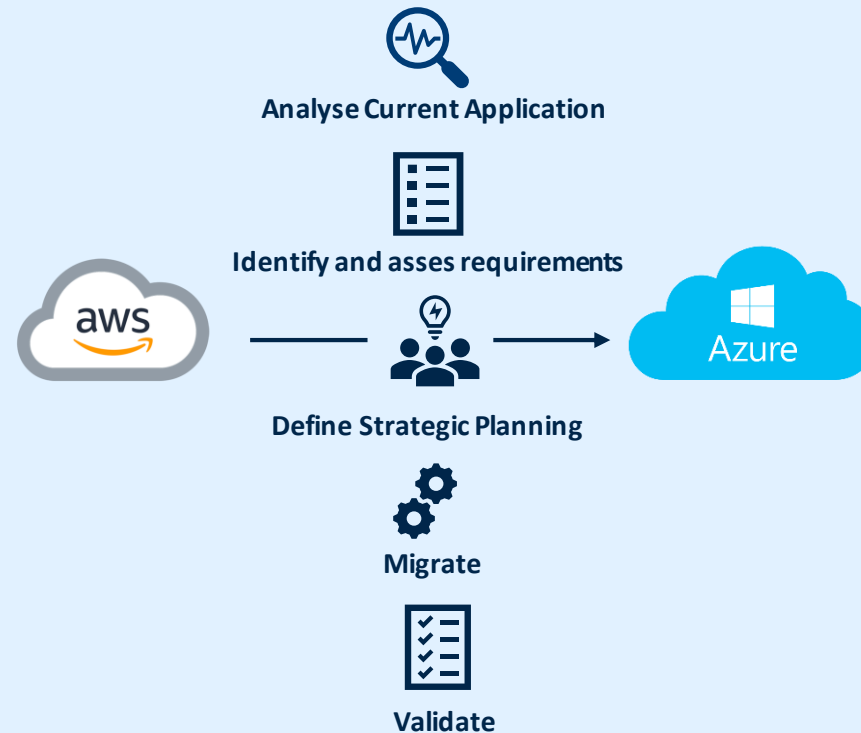 Analyse Current Application
Identify and asses requirements
aws
Azure
Define Strategic Planning
Migrate
Validate